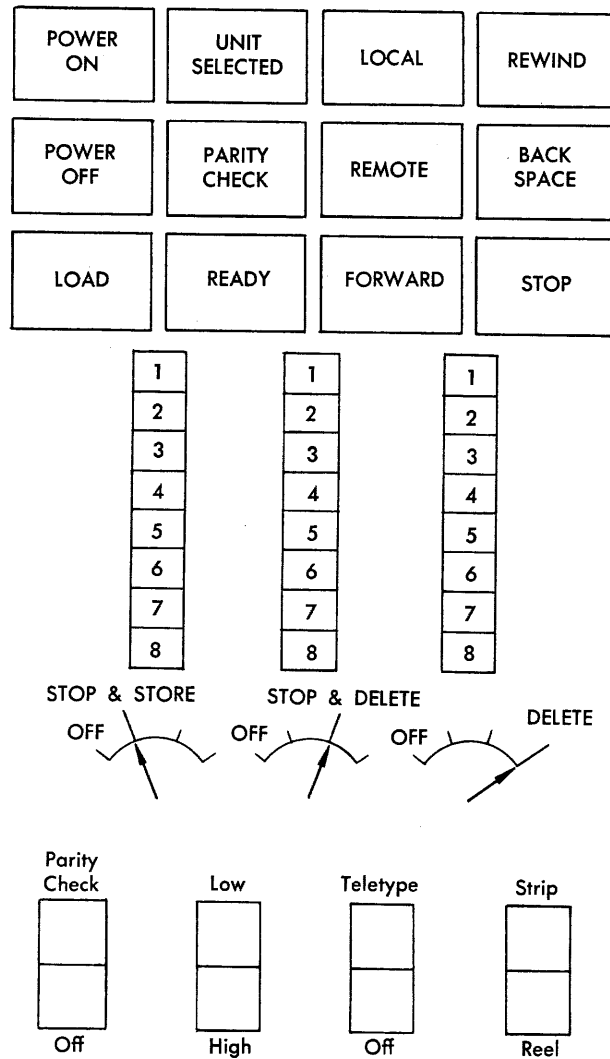 POWER ON
UNIT SELECTED
LOCAL
REWIND
POWER OFF
PARITY CHECK
REMOTE
BACK SPACE
LOAD
READY
FORWARD
STOP
1 1 1
2 2 2
3 3 3
4 4 4
5 5 5
6 6 6
7 7 7
8 8 8
STOP & STORE
STOP & DELETE
DELETE
OFF
OFF
OFF
Parity Check
Low
Teletype
Strip
Off
High
Off
Reel